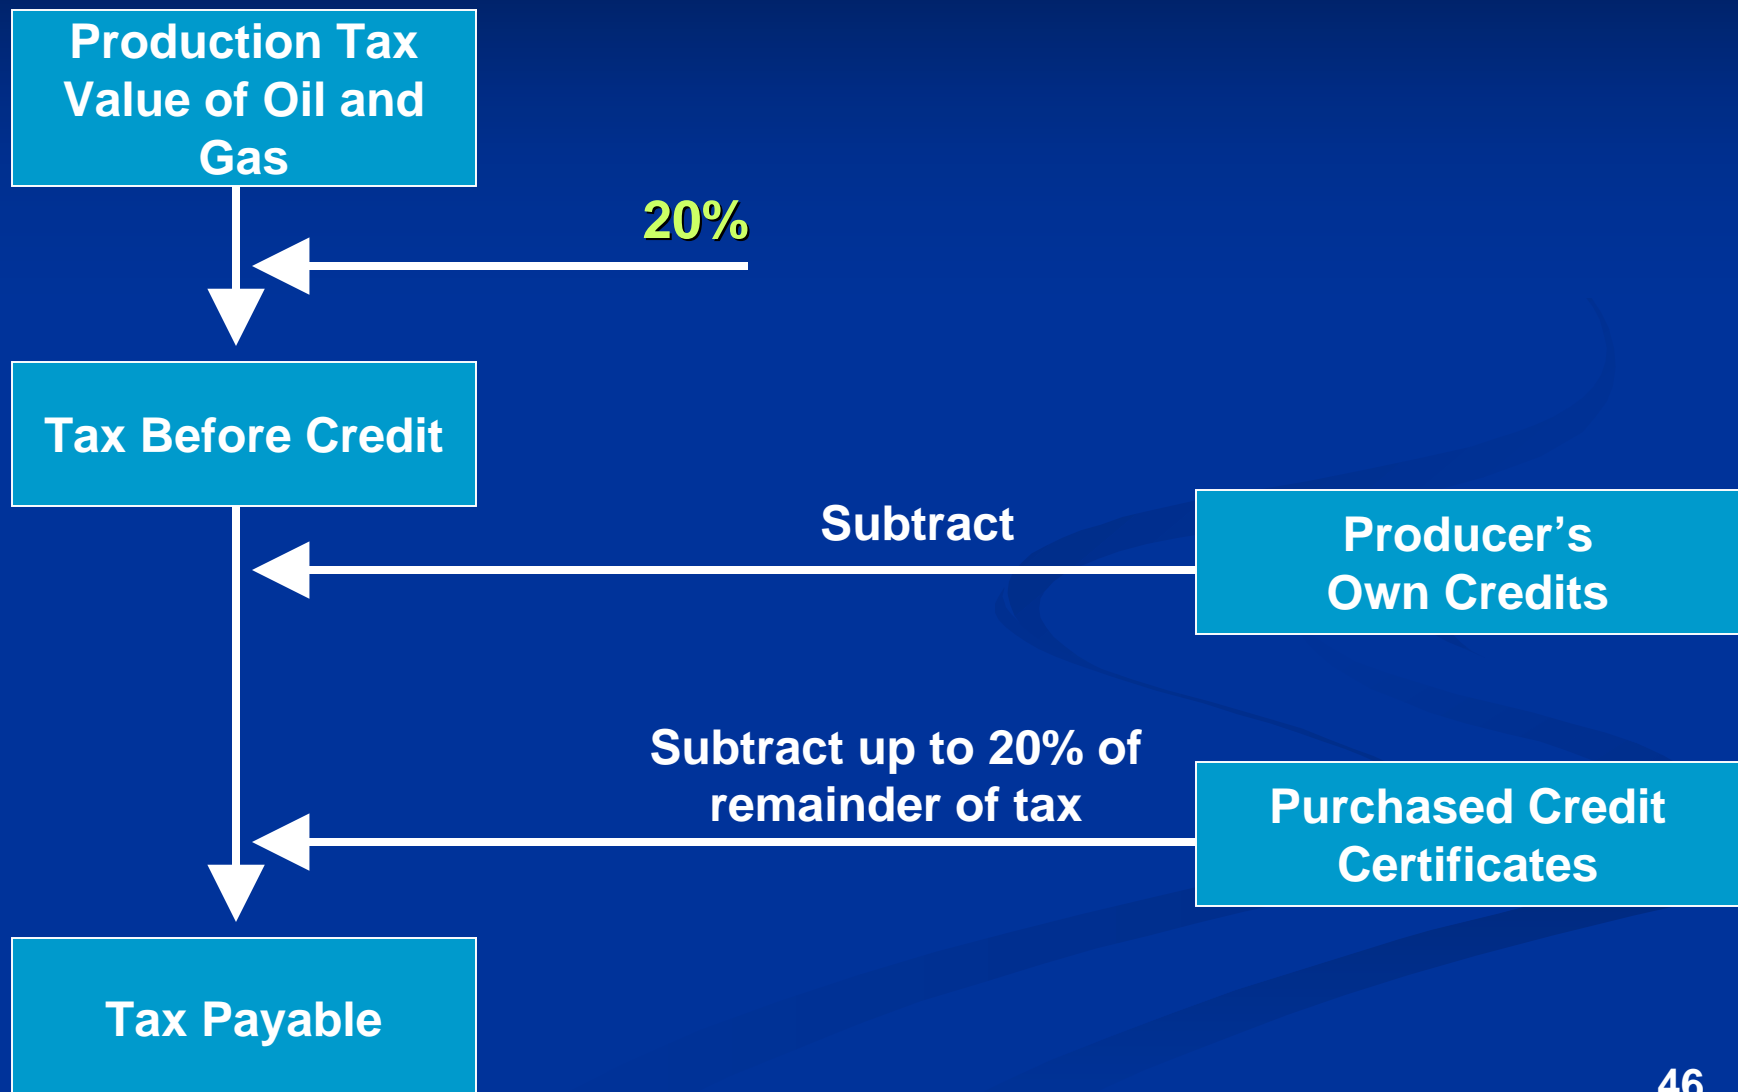 Production Tax
Value of Oil and
Gas
20%
Tax Before Credit
Subtract
Producer’s
Own Credits
Subtract up to 20% of
remainder of tax
Purchased Credit
Certificates
Tax Payable
46